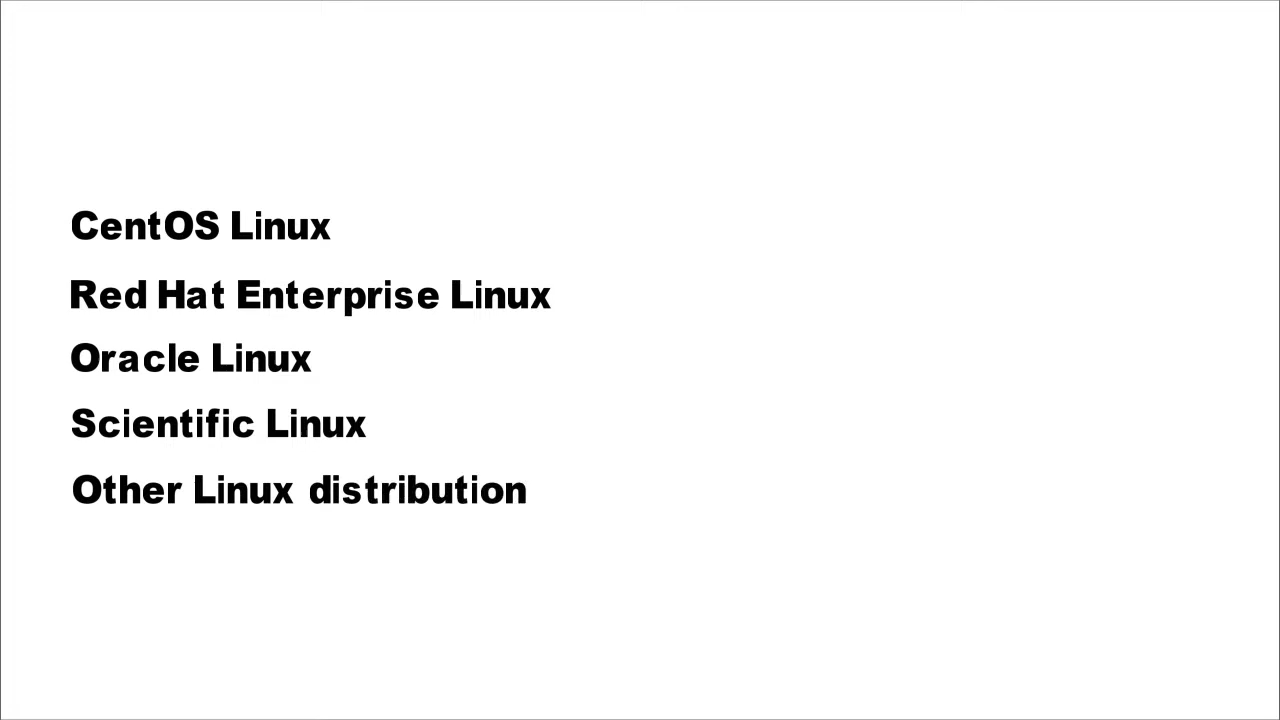 CentOS Linux
Red Hat Enterprise Linux
Oracle Linux
Scientific Linux
Other Linux distribution